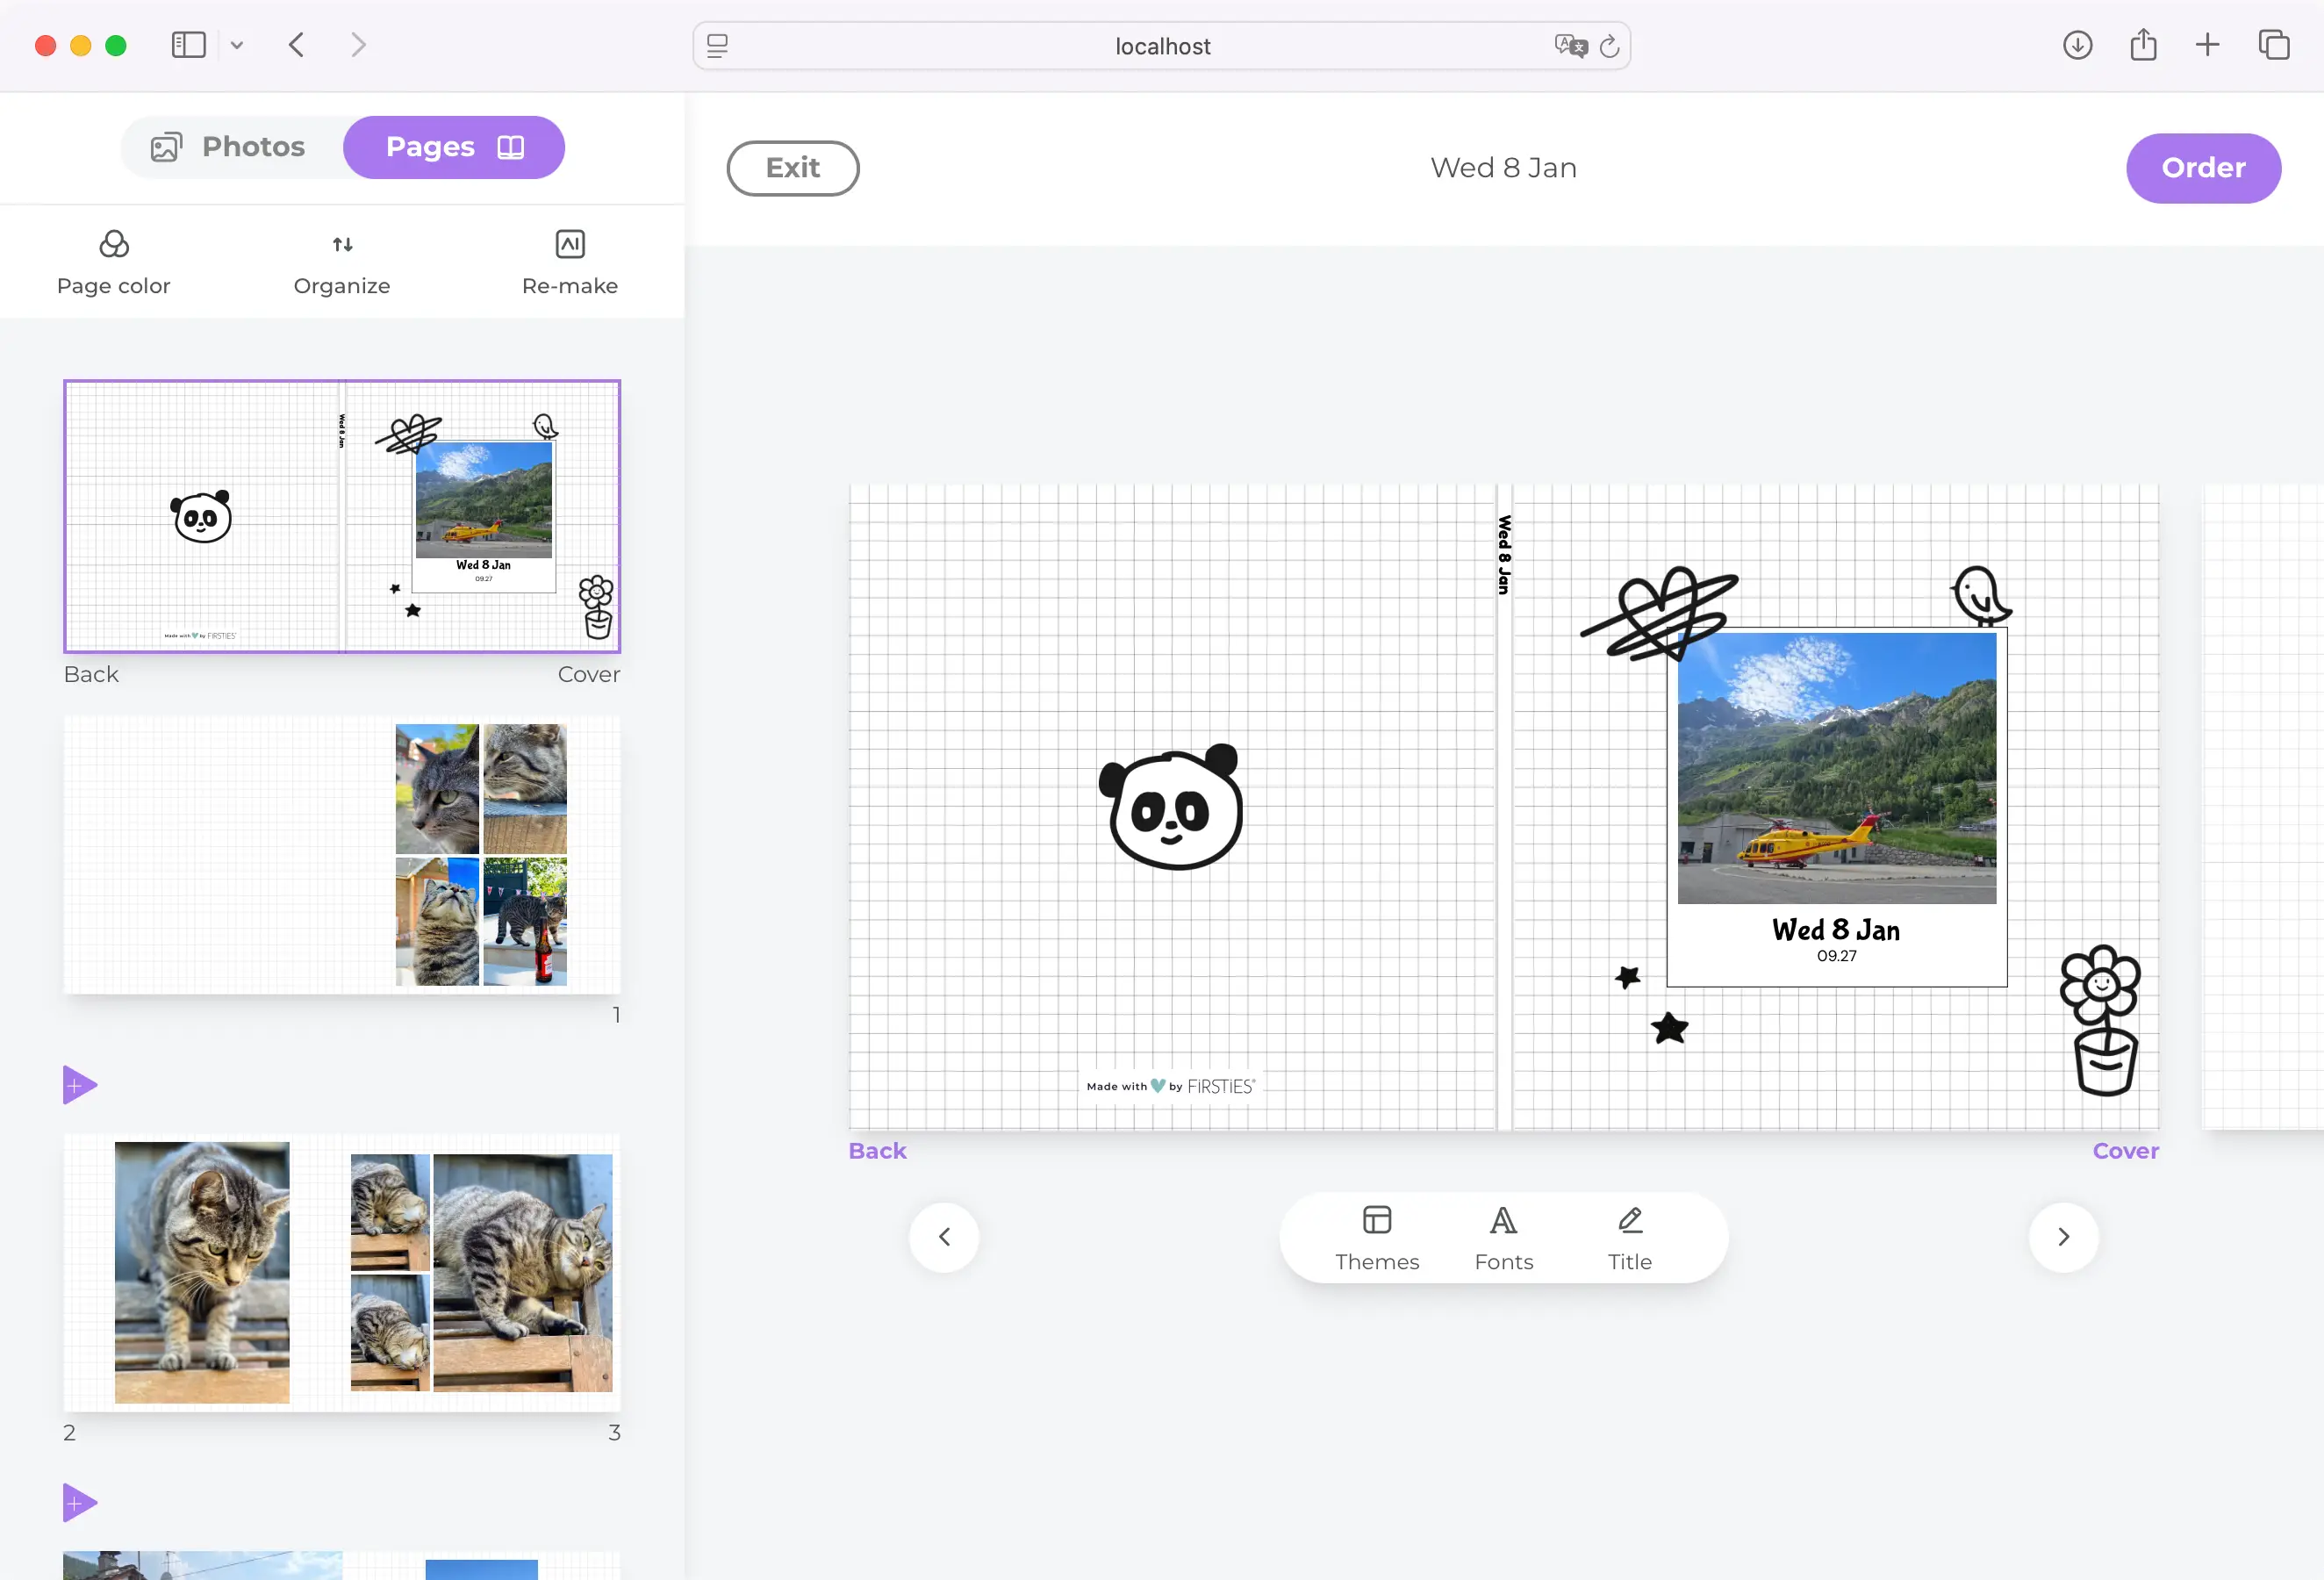 localhost
Photos
Pages
Exit
Wed 8 Jan
Order
Page color
Organize
Re-make
Wed 8 Jan
Wed 8 Jan
09.27
Made with by FIRSTIES
Back
Cover
1
2
3
Wed 8 Jan
Wed 8 Jan
09.27
Made with by FIRSTIES
Back
Cover
Themes
Fonts
Title